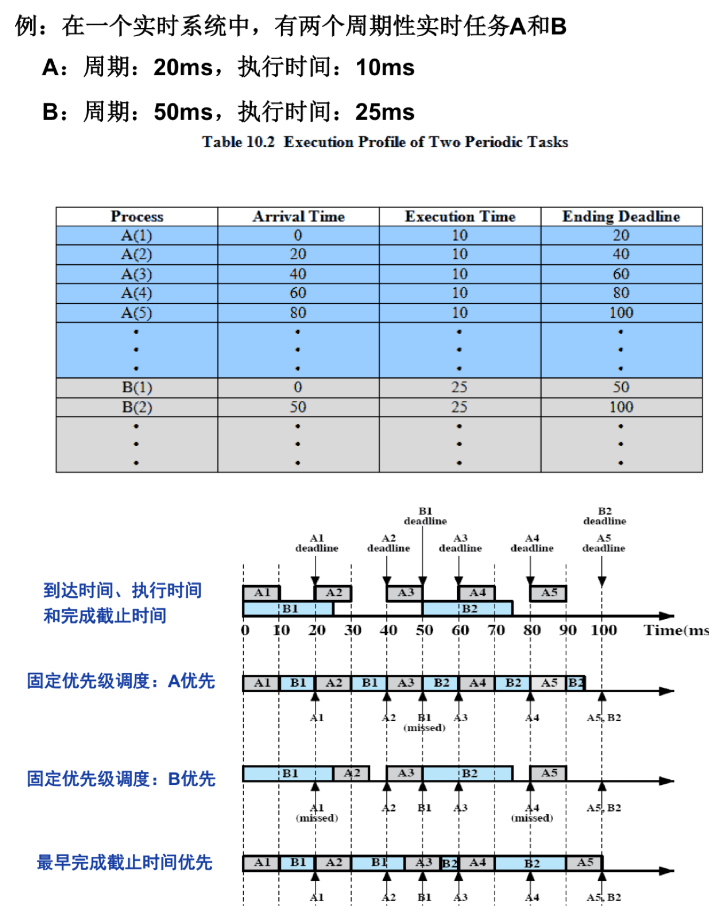 例：在一个实时系统中，有两个周期性实时任务A和B
A：周期：20ms，执行时间：10ms
B：周期：50ms，执行时间：25ms
Table 10.2 Execution Profile of Two Periodic Tasks
Process Arrival Time Execution Time Ending Deadline
A(1) 0 10 20
A(2) 20 10 40
A(3) 40 10 60
A(4) 60 10 80
A(5) 80 10 100
• • • •
• • • •
• • • •
B(1) 0 25 50
B(2) 50 25 100
• • • •
• • • •
• • • •
B1 deadline B2 deadline
A1 deadline A2 deadline A3 deadline A4 deadline A5 deadline
到达时间、执行时间
和完成截止时间
A1 A2 A3 A4 A5
B1 B2
0 10 20 30 40 50 60 70 80 90 100 Time(ms
固定优先级调度：A优先
A1 B1 A2 B1 A3 B2 A4 B2 A5 B2
A1 A2 B1 A3 A4 A5, B2
(missed)
固定优先级调度：B优先
B1 A2 A3 B2 A5
A1 A2 B1 A3 A4 A5, B2
(missed) (missed)
最早完成截止时间优先
A1 B1 A2 B1 A3 B2 A4 B2 A5
A1 A2 B1 A3 A4 A5, B2